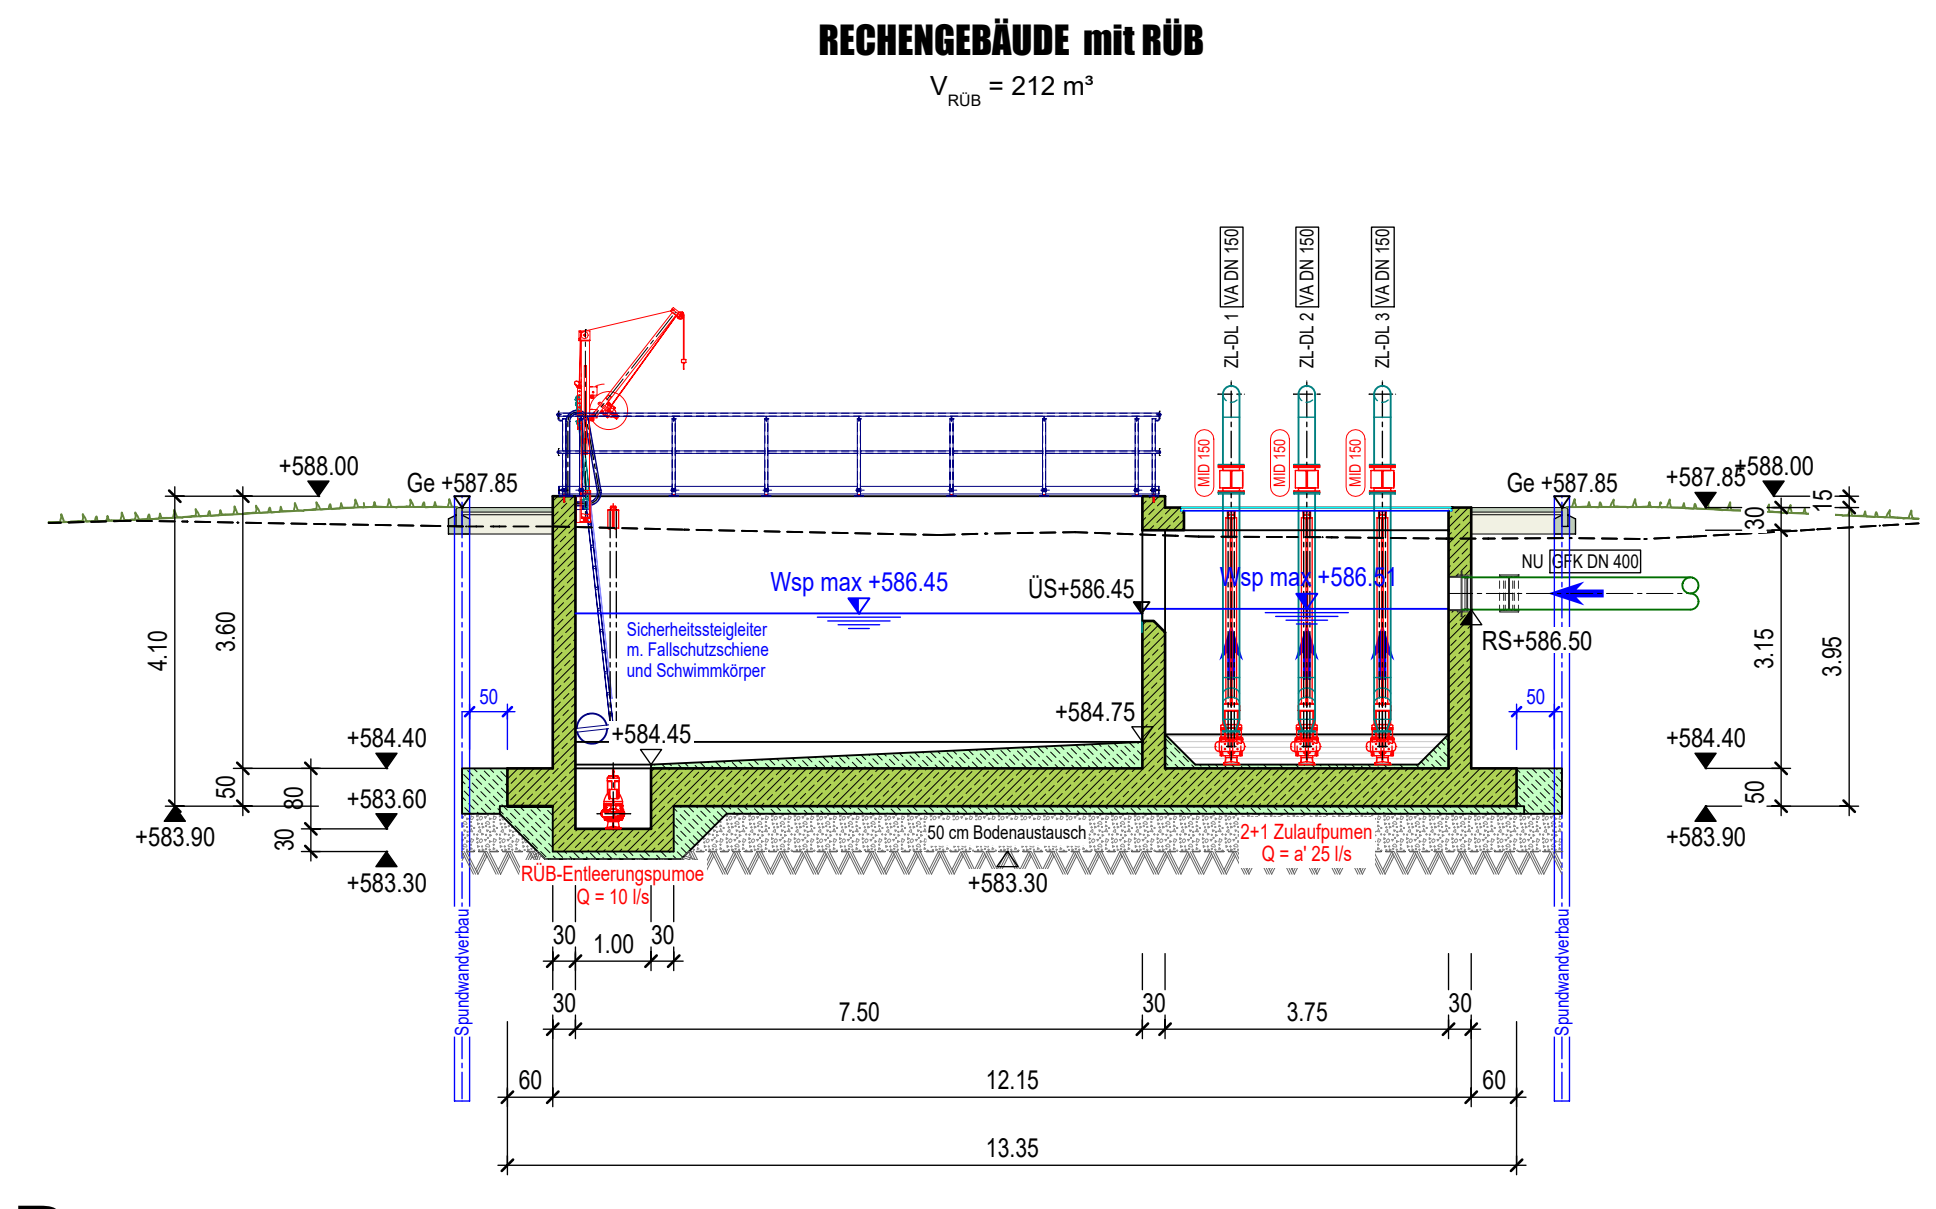 RECHENGEBÄUDE mit RÜB
V RÜB = 212 m³
ZL-DL 1 VA DN 150
ZL-DL 2 VA DN 150
ZL-DL 3 VA DN 150
MID 150
MID 150
MID 150
+588.00
Ge +587.85
Ge +587.85
+587.85
+588.00
15
30
NU GFK DN 400
Wsp max +586.45
ÜS+586.45
Wsp max +586.51
RS+586.50
Sicherheitssteigleiter
m. Fallschutzschiene
und Schwimmkörper
4.10
3.60
3.15
3.95
50
50
+584.75
+584.45
+584.40
+584.40
50
80
50
+583.60
30
+583.90
+583.90
+583.30
50 cm Bodenaustausch
+583.30
2+1 Zulaufpumen
Q = a' 25 l/s
RÜB-Entleerungspumoe
Q = 10 l/s
Spundwandverbau
Spundwandverbau
30
1.00
30
30
7.50
30
3.75
30
60
12.15
60
13.35